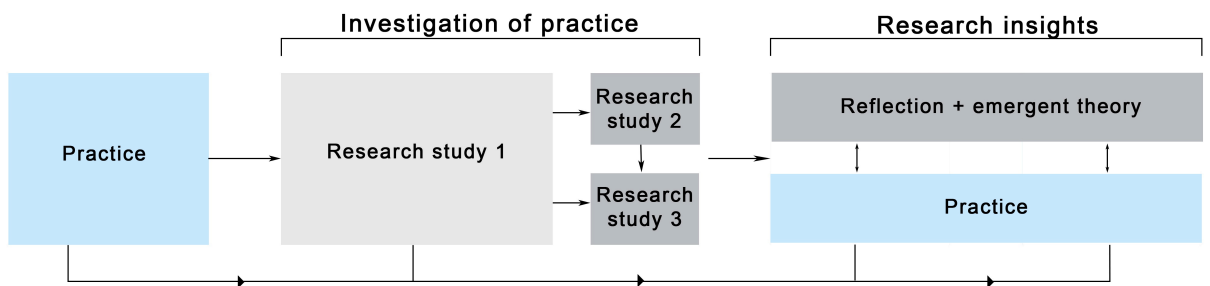 Investigation of practice
Research insights
Practice
Research study 1
Research
study 2
Research
study 3
Reflection + emergent theory
Practice